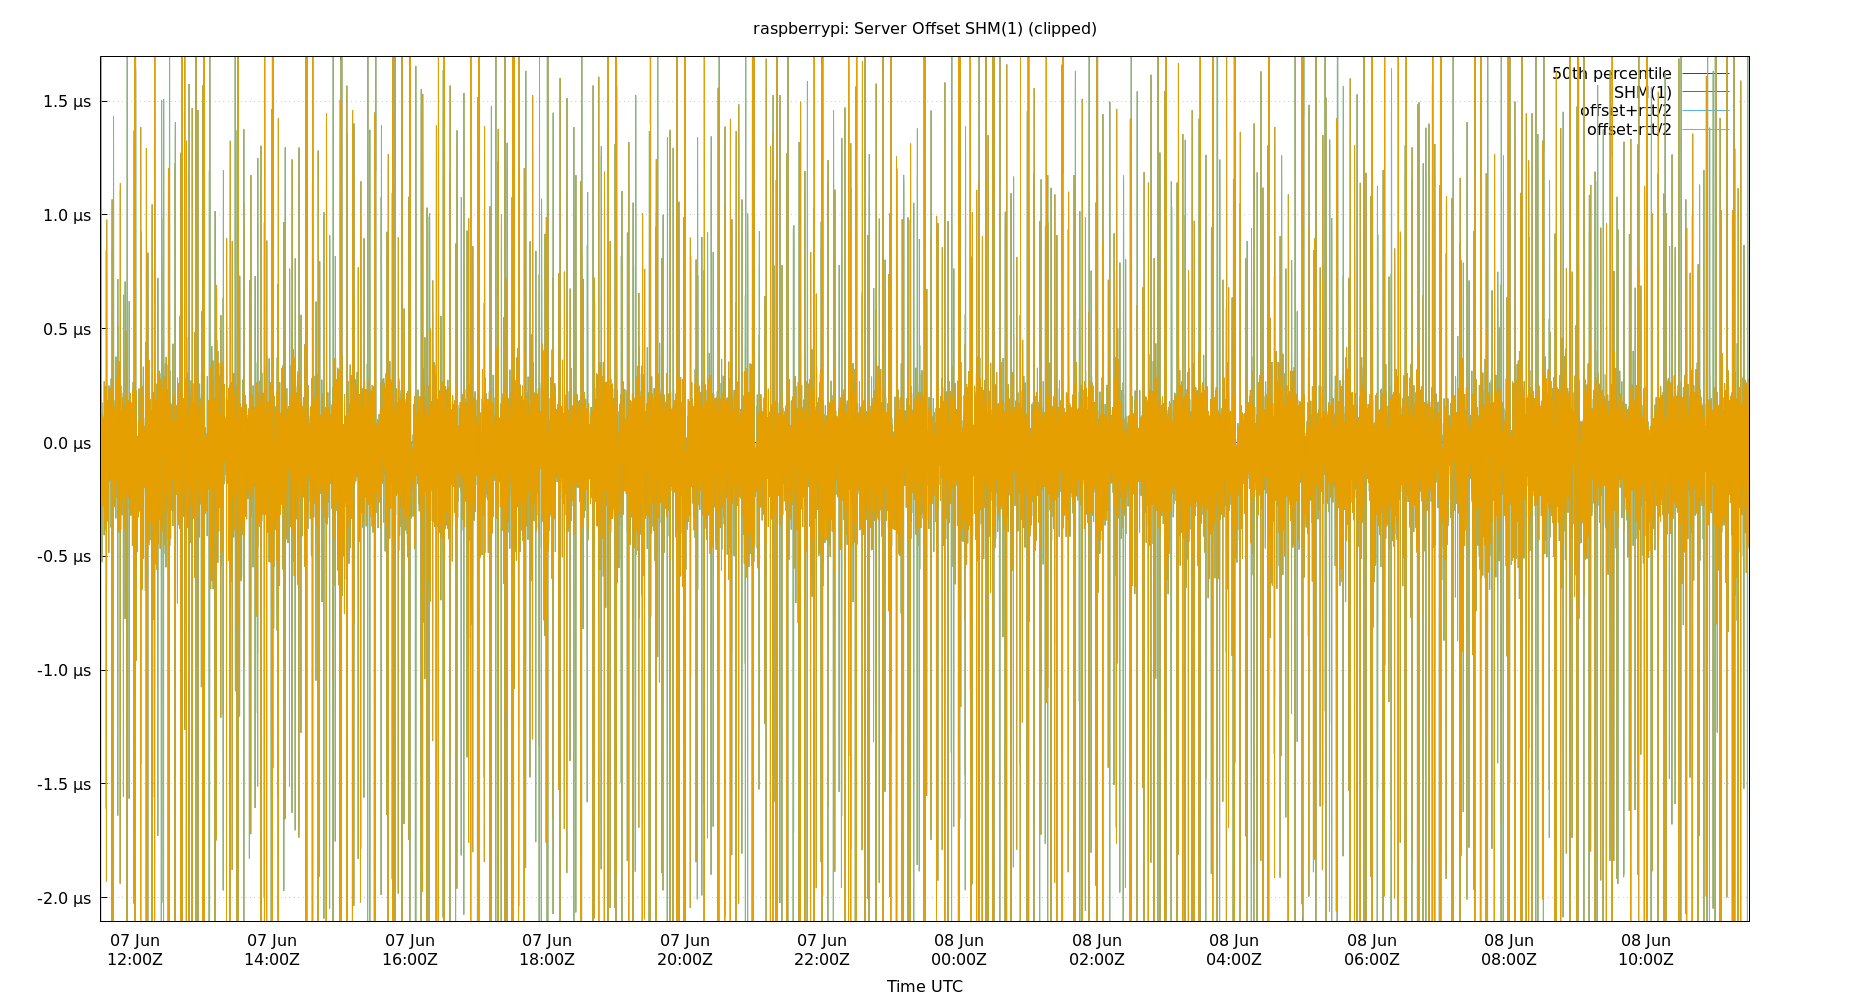 raspberrypi: Server Offset SHM(1) (clipped)
50th percentile
SHM(1)
offset+rtt/2
offset-rtt/2
1.5 µs
1.0 µs
0.5 µs
0.0 µs
-0.5 µs
-1.0 µs
-1.5 µs
-2.0 µs
07 Jun 07 Jun 07 Jun 07 Jun 07 Jun 07 Jun 08 Jun 08 Jun 08 Jun 08 Jun 08 Jun 08 Jun
12:00Z 14:00Z 16:00Z 18:00Z 20:00Z 22:00Z 00:00Z 02:00Z 04:00Z 06:00Z 08:00Z 10:00Z
Time UTC